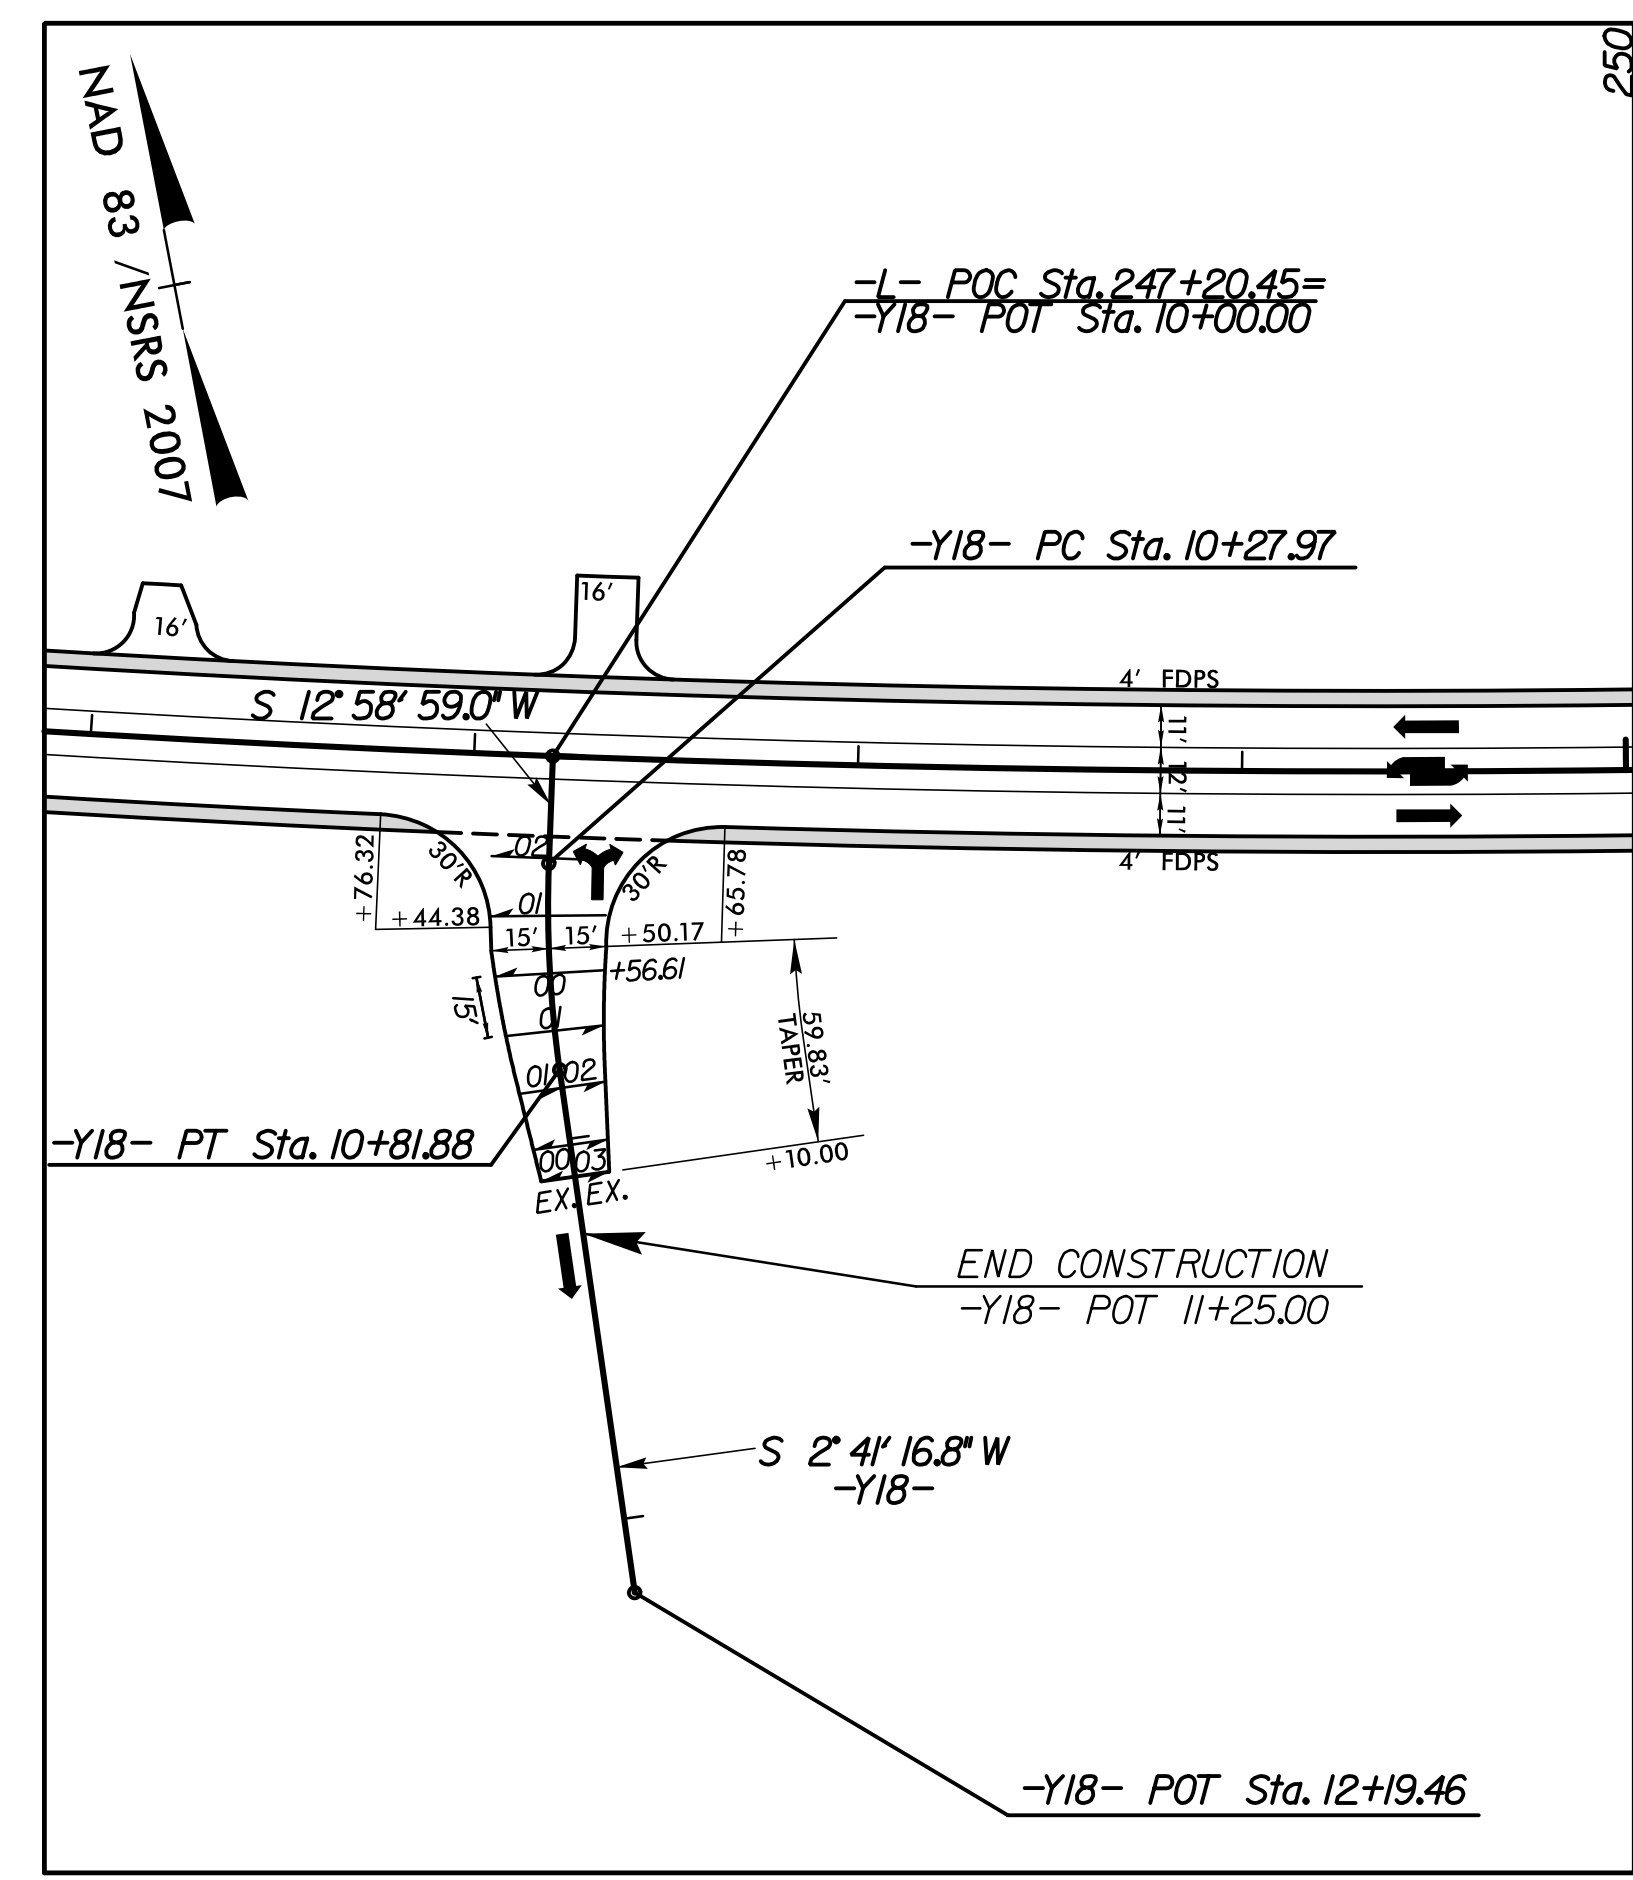 250
NAD 83 /NSRS 2007
-L- POC Sta. 247+20.45=
-Y18- POT Sta. 10+00.00
-Y18- PC Sta. 10+27.97
16'
16'
4' FDPS
S 12° 58' 59.0" W
11'
12'
11'
4' FDPS
02
+76.32
30'R
30'R
+65.78
01
+44.38
15'
15'
+50.17
+56.61
00
15'
01
59.83'
TAPER
01
02
-Y18- PT Sta. 10+81.88
00
03
+10.00
EX.
EX.
END CONSTRUCTION
-Y18- POT 11+25.00
S 2° 41' 16.8" W
-Y18-
-Y18- POT Sta. 12+19.46